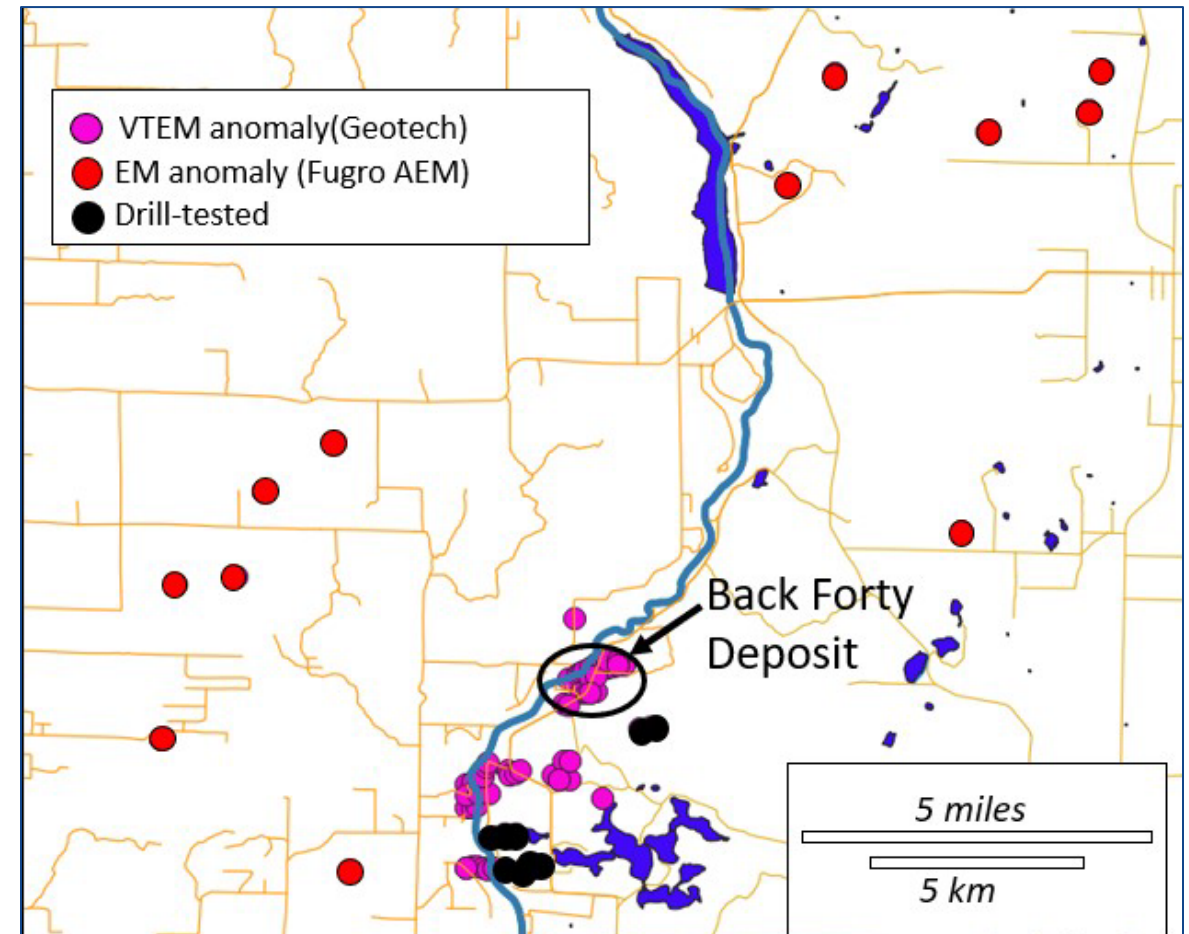 VTEM anomaly(Geotech)
EM anomaly (Fugro AEM)
Drill-tested
Back Forty
Deposit
5 miles
5 km